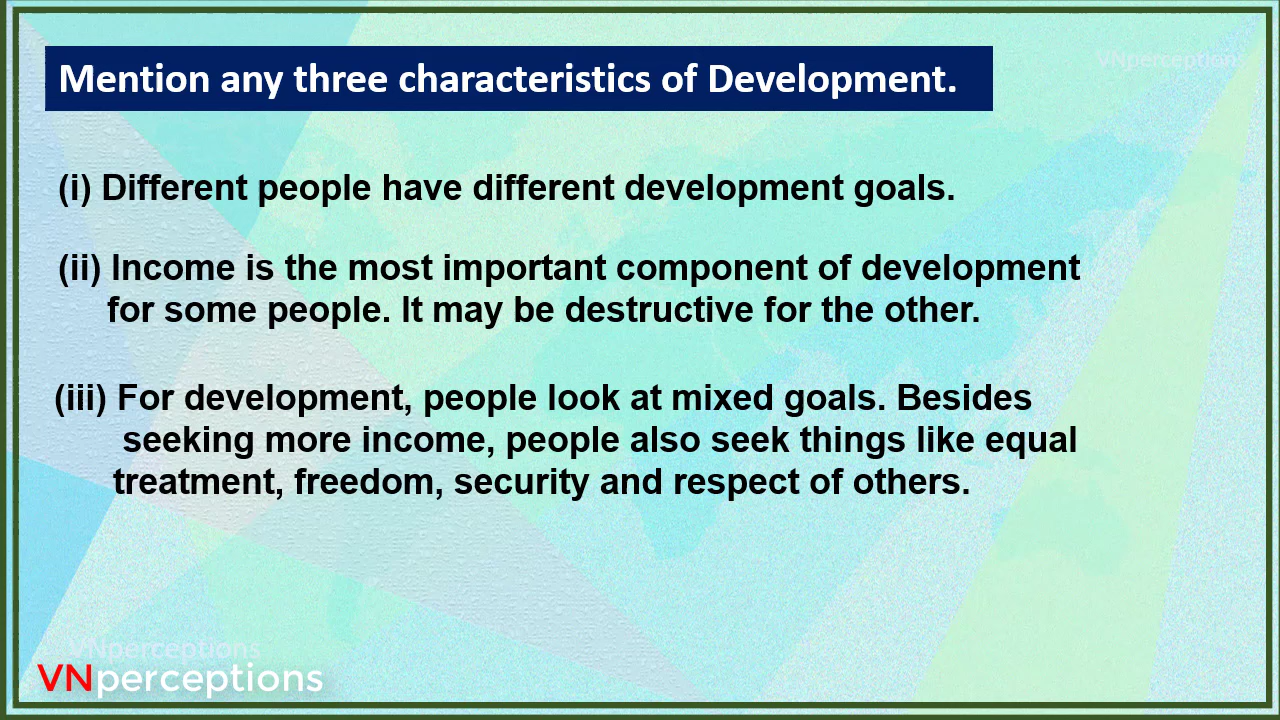 VNperceptions
Mention any three characteristics of Development.
(i) Different people have different development goals.
(ii) Income is the most important component of development
for some people. It may be destructive for the other.
(iii) For development, people look at mixed goals. Besides
seeking more income, people also seek things like equal
treatment, freedom, security and respect of others.
VNperceptions
VNperceptions